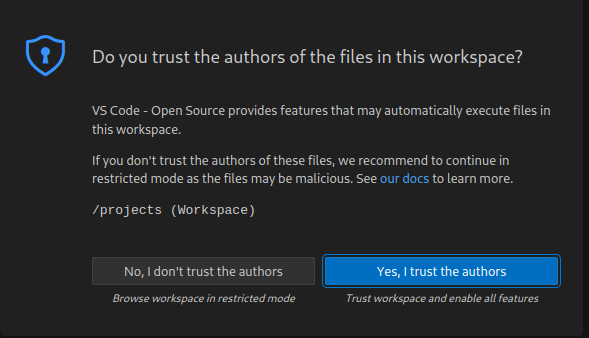 Do you trust the authors of the files in this workspace?
VS Code - Open Source provides features that may automatically execute files in
this workspace.
If you don't trust the authors of these files, we recommend to continue in
restricted mode as the files may be malicious. See our docs to learn more.
/projects (Workspace)
No, I don't trust the authors
Yes, I trust the authors
Browse workspace in restricted mode
Trust workspace and enable all features